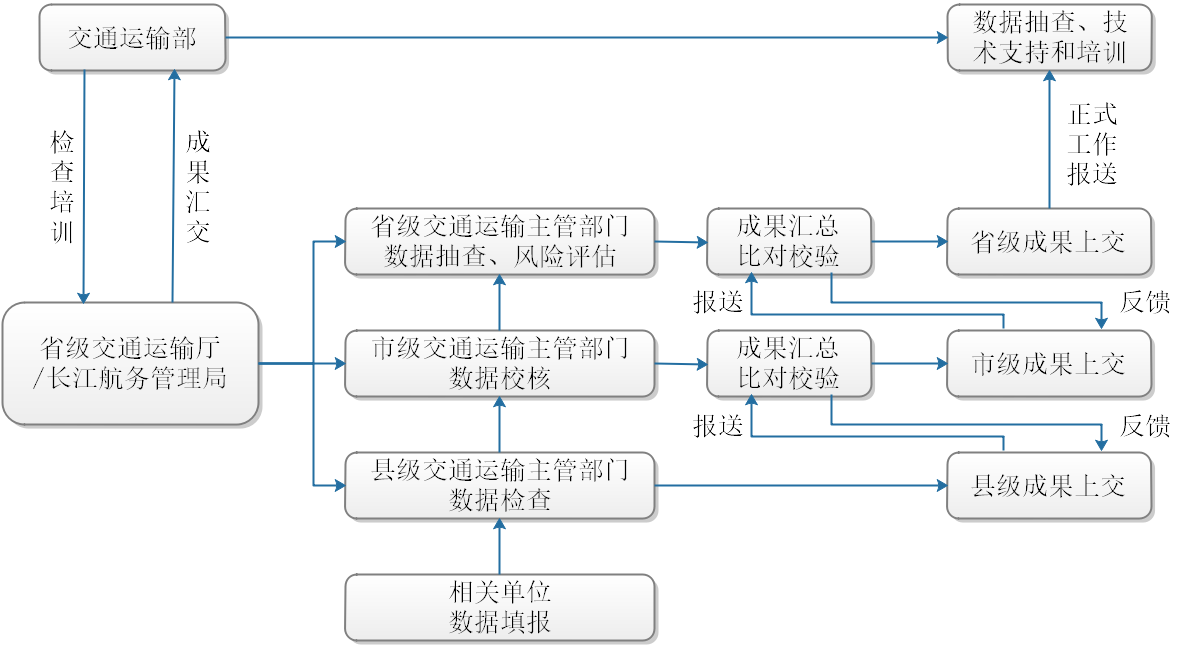 交通运输部
数据抽查、技
术支持和培训
检
查
培
训
成
果
汇
交
正式
工作
报送
省级交通运输主管部门
数据抽查、风险评估
成果汇总
比对校验
省级成果上交
报送
反馈
省级交通运输厅
/长江航务管理局
市级交通运输主管部门
数据校核
成果汇总
比对校验
市级成果上交
报送
反馈
县级交通运输主管部门
数据检查
县级成果上交
相关单位
数据填报